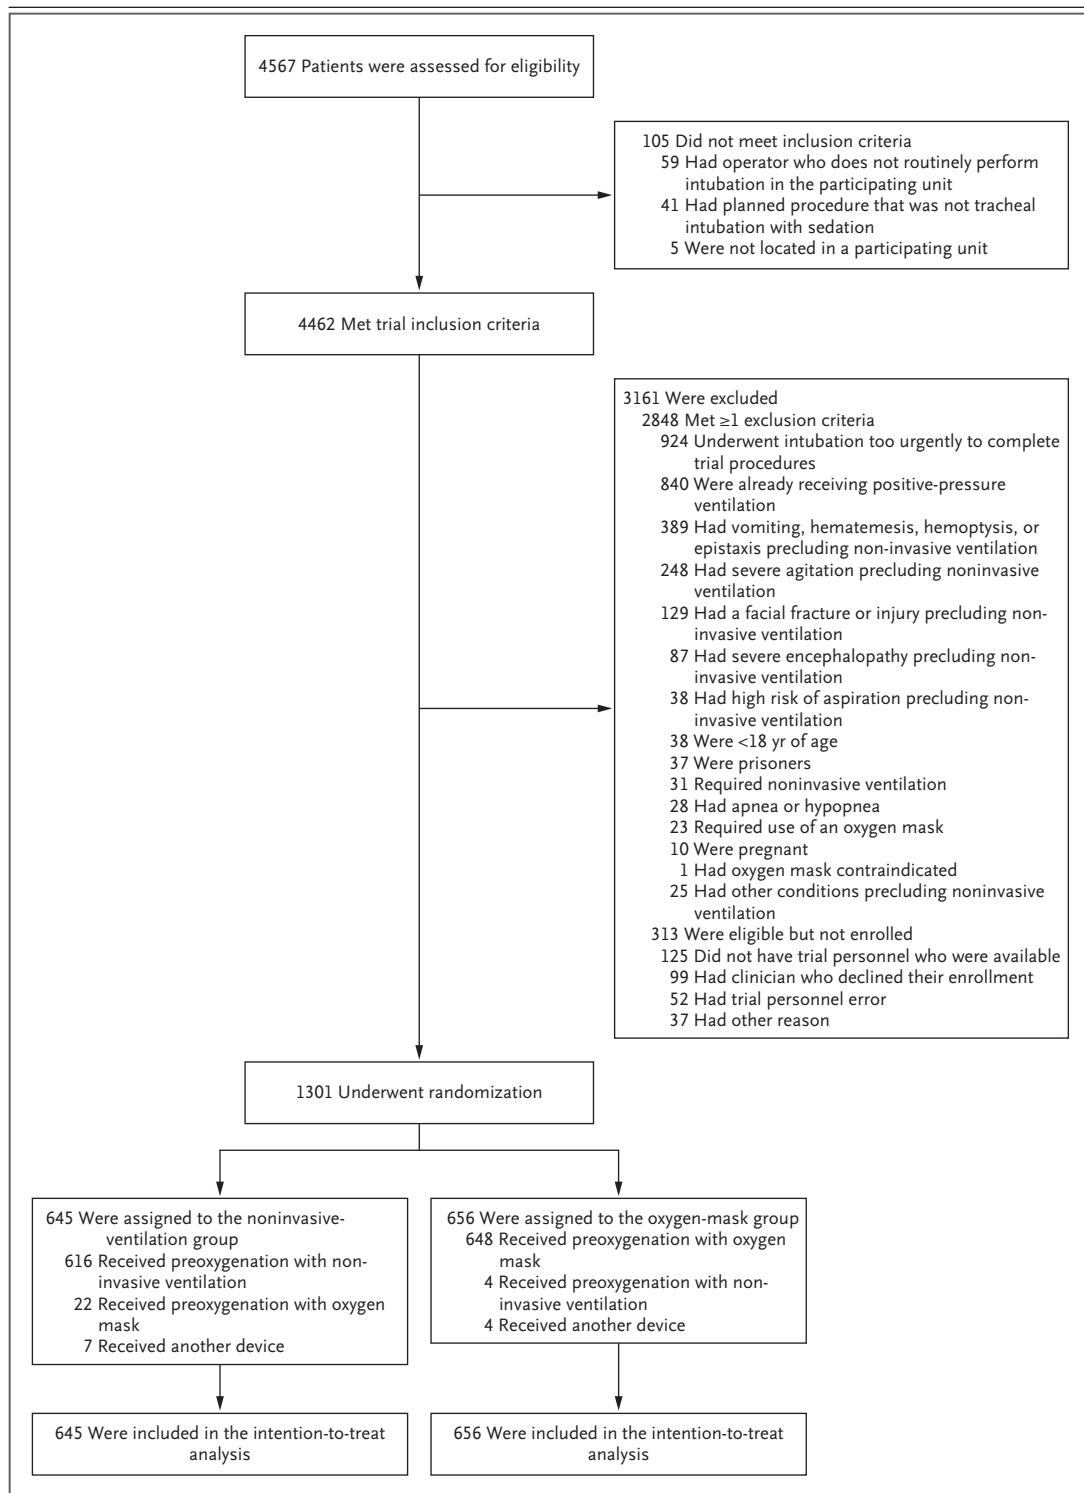 4567 Patients were assessed for eligibility
105 Did not meet inclusion criteria
59 Had operator who does not routinely perform
intubation in the participating unit
41 Had planned procedure that was not tracheal
intubation with sedation
5 Were not located in a participating unit
4462 Met trial inclusion criteria
3161 Were excluded
2848 Met ≥1 exclusion criteria
924 Underwent intubation too urgently to complete
trial procedures
840 Were already receiving positive-pressure
ventilation
389 Had vomiting, hematemesis, hemoptysis, or
epistaxis precluding non-invasive ventilation
248 Had severe agitation precluding noninvasive
ventilation
129 Had a facial fracture or injury precluding non-
invasive ventilation
87 Had severe encephalopathy precluding non-
invasive ventilation
38 Had high risk of aspiration precluding non-
invasive ventilation
38 Were <18 yr of age
37 Were prisoners
31 Required noninvasive ventilation
28 Had apnea or hypopnea
23 Required use of an oxygen mask
10 Were pregnant
1 Had oxygen mask contraindicated
25 Had other conditions precluding noninvasive
ventilation
313 Were eligible but not enrolled
125 Did not have trial personnel who were available
99 Had clinician who declined their enrollment
52 Had trial personnel error
37 Had other reason
1301 Underwent randomization
645 Were assigned to the noninvasive-
ventilation group
616 Received preoxygenation with non-
invasive ventilation
22 Received preoxygenation with oxygen
mask
7 Received another device
656 Were assigned to the oxygen-mask group
648 Received preoxygenation with oxygen
mask
4 Received preoxygenation with non-
invasive ventilation
4 Received another device
645 Were included in the intention-to-treat
analysis
656 Were included in the intention-to-treat
analysis